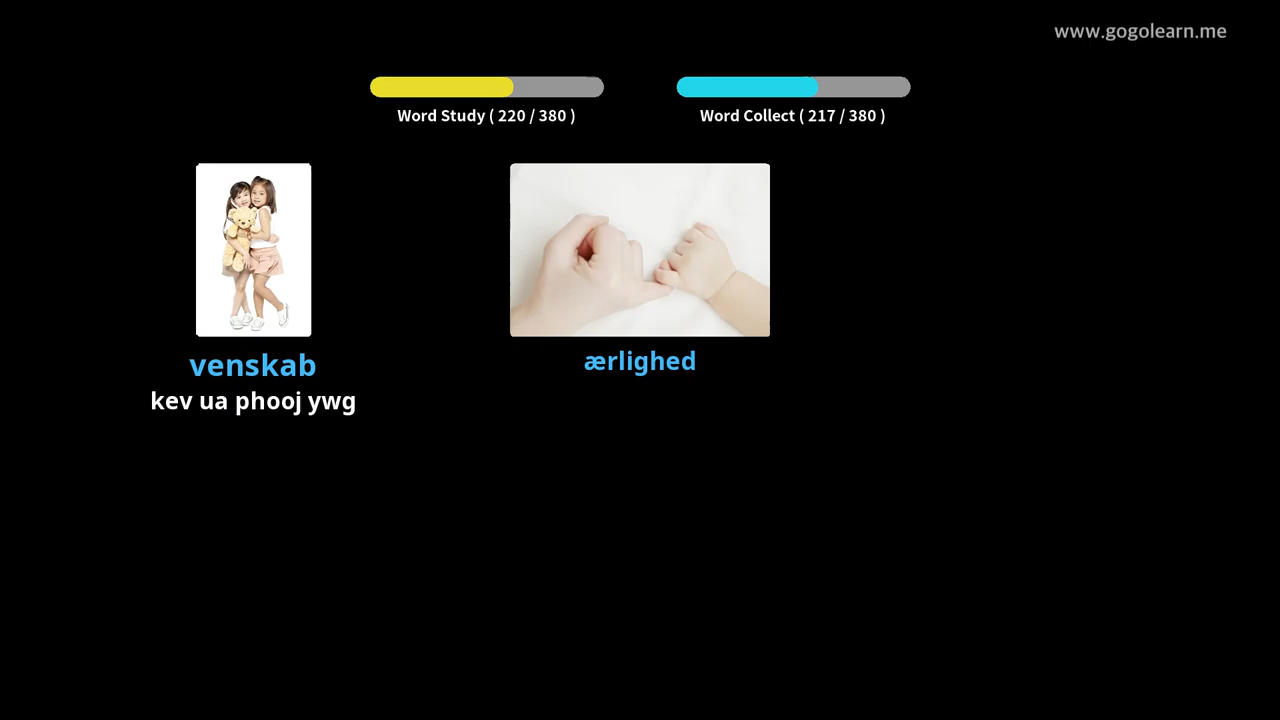 www.gogolearn.me
Word Study ( 220 / 380 )
Word Collect ( 217 / 380 )
venskab
kev ua phooj ywg
ærlighed